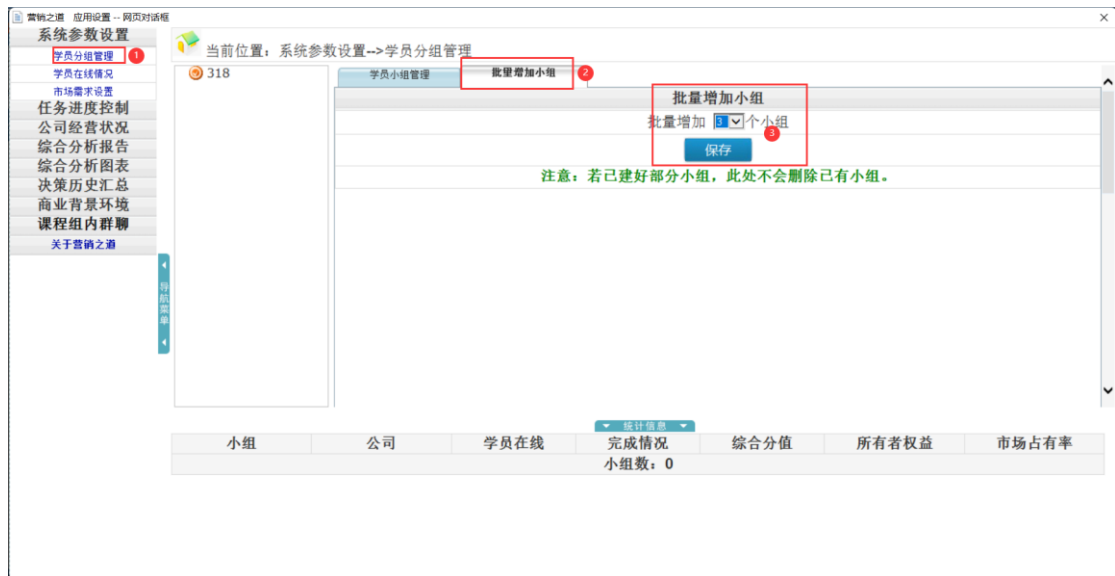 营销之道 应用设置 -- 网页对话框
系统参数设置
学员分组管理 1
学员在线情况
市场需求设置
任务进度控制
公司经营状况
综合分析报告
综合分析图表
决策历史汇总
商业背景环境
课程组内群聊
关于营销之道
导航菜单
当前位置：系统参数设置-->学员分组管理
318
学员小组管理 批量增加小组 2
批量增加小组
批量增加 3 个小组
3
保存
注意：若已建好部分小组，此处不会删除已有小组。
统计信息
小组 公司 学员在线 完成情况 综合分值 所有者权益 市场占有率
小组数：0